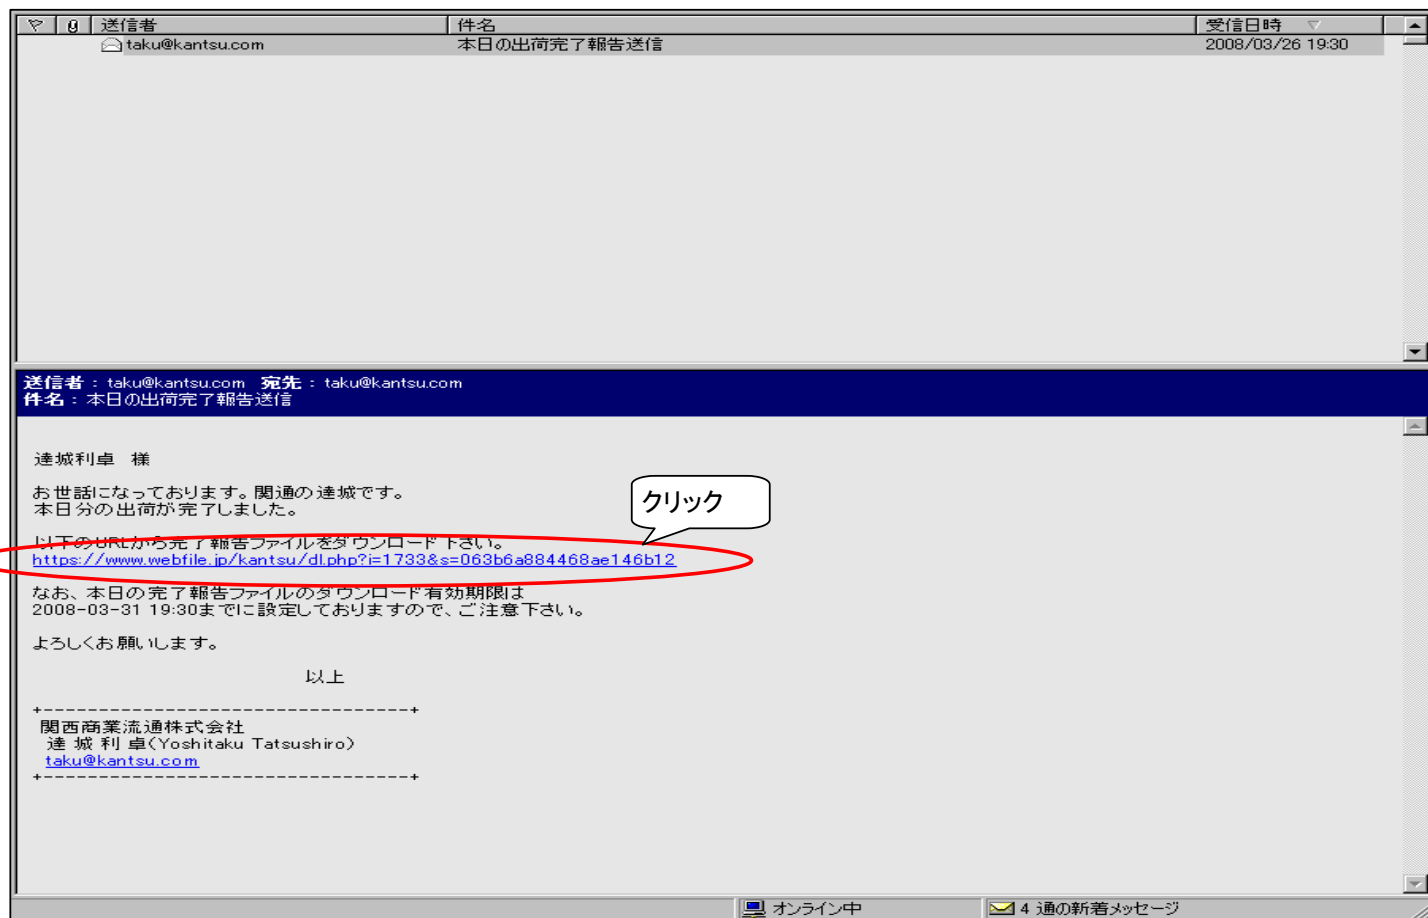 送信者 件名 受信日時
taku@kantsu.com 本日の出荷完了報告送信 2008/03/26 19:30
送信者 : taku@kantsu.com 宛先 : taku@kantsu.com
件名 : 本日の出荷完了報告送信
達城利卓 様
お世話になっております。関通の達城です。
本日分の出荷が完了しました。
クリック
以下のURLから完了報告ファイルをダウンロード下さい。
https://www.webfile.jp/kantsu/dl.php?i=1733&s=063b6a884468ae146b12
なお、本日の完了報告ファイルのダウンロード有効期限は
2008-03-31 19:30までに設定しておりますので、ご注意下さい。
よろしくお願いします。
以上
+---------------------------------+
関西商業流通株式会社
達 城 利 卓(Yoshitaku Tatsushiro)
taku@kantsu.com
+---------------------------------+
オンライン中 4 通の新着メッセージ